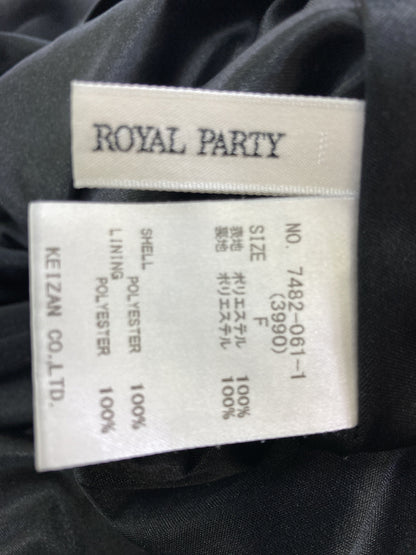 ROYAL PARTY
NO. 7482-061-1
(3990)
SIZE F
表地 ポリエステル 100%
裏地 ポリエステル 100%
SHELL POLYESTER 100%
LINING POLYESTER 100%
KEIZAN CO.,LTD.